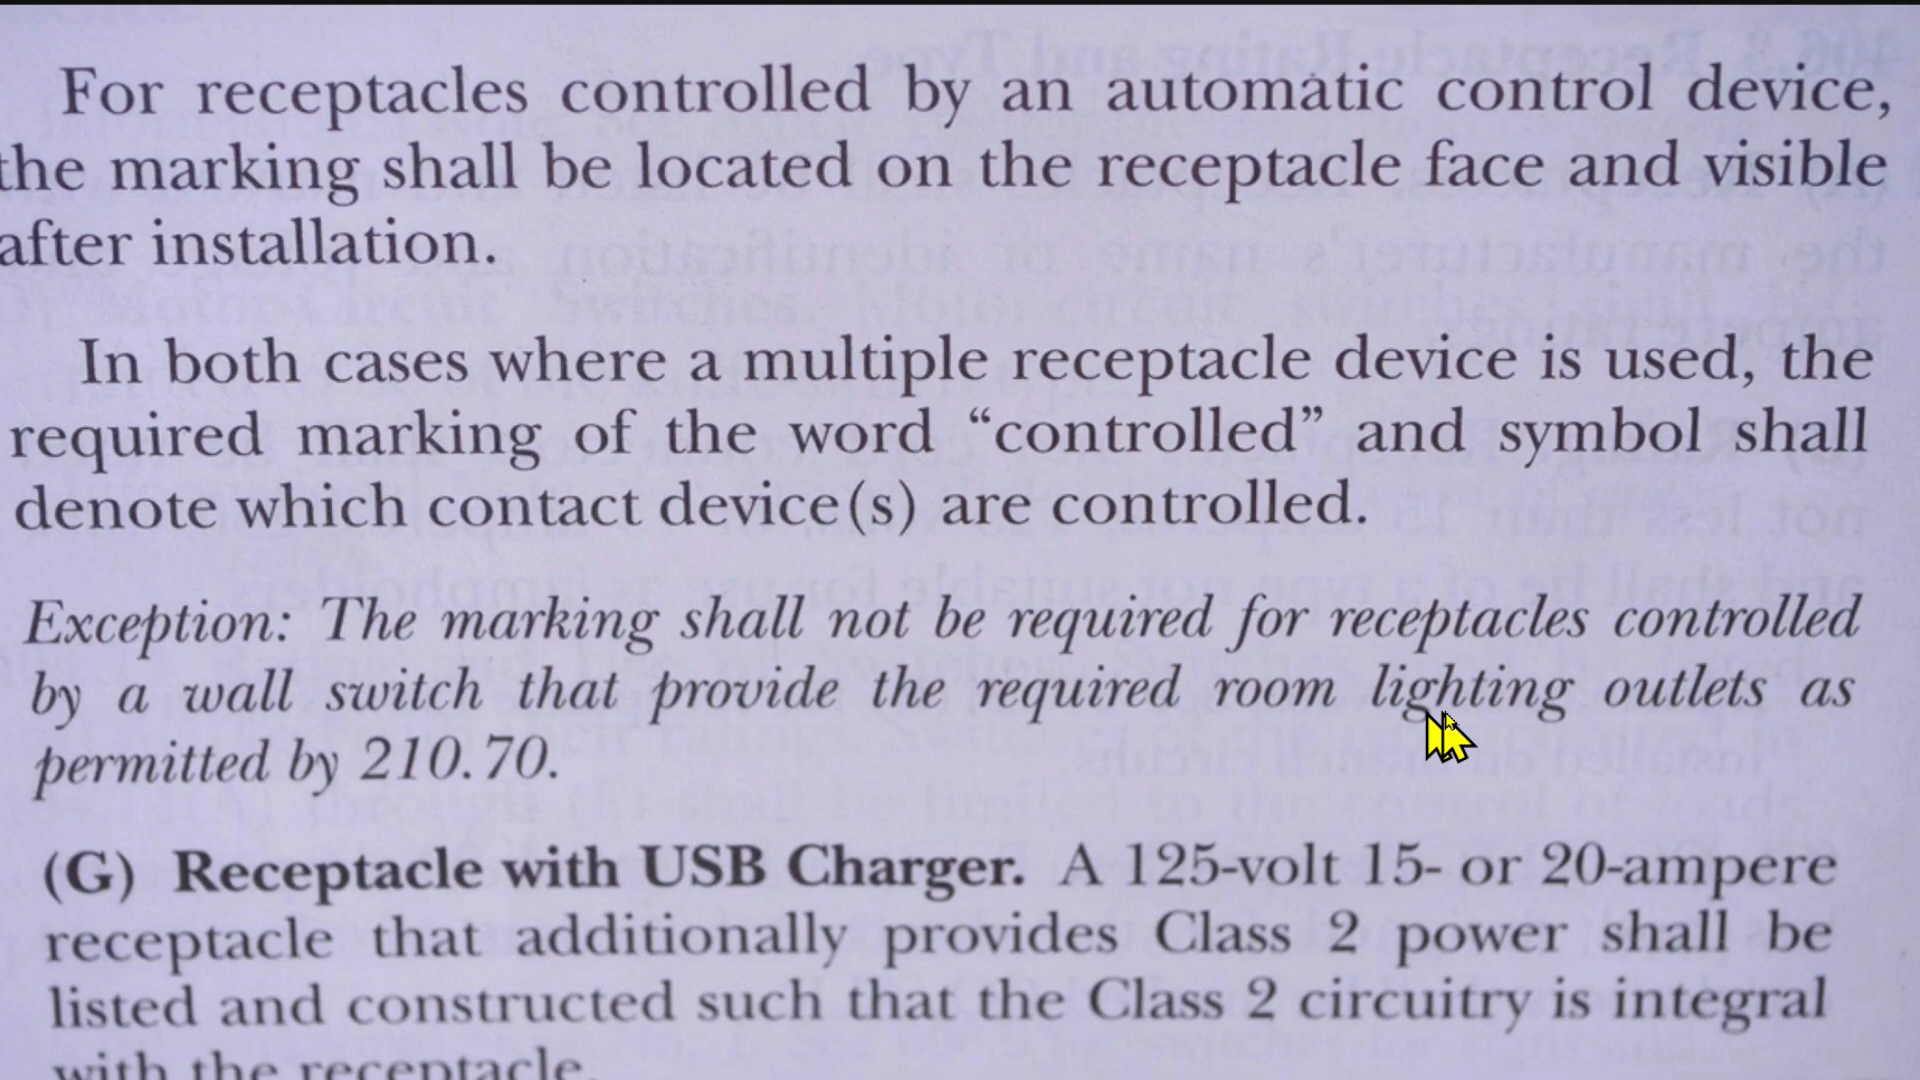 For receptacles controlled by an automatic control device,
the marking shall be located on the receptacle face and visible
after installation.
In both cases where a multiple receptacle device is used, the
required marking of the word “controlled” and symbol shall
denote which contact device(s) are controlled.
Exception: The marking shall not be required for receptacles controlled
by a wall switch that provide the required room lighting outlets as
permitted by 210.70.
(G) Receptacle with USB Charger. A 125-volt 15- or 20-ampere
receptacle that additionally provides Class 2 power shall be
listed and constructed such that the Class 2 circuitry is integral
with the receptacle.